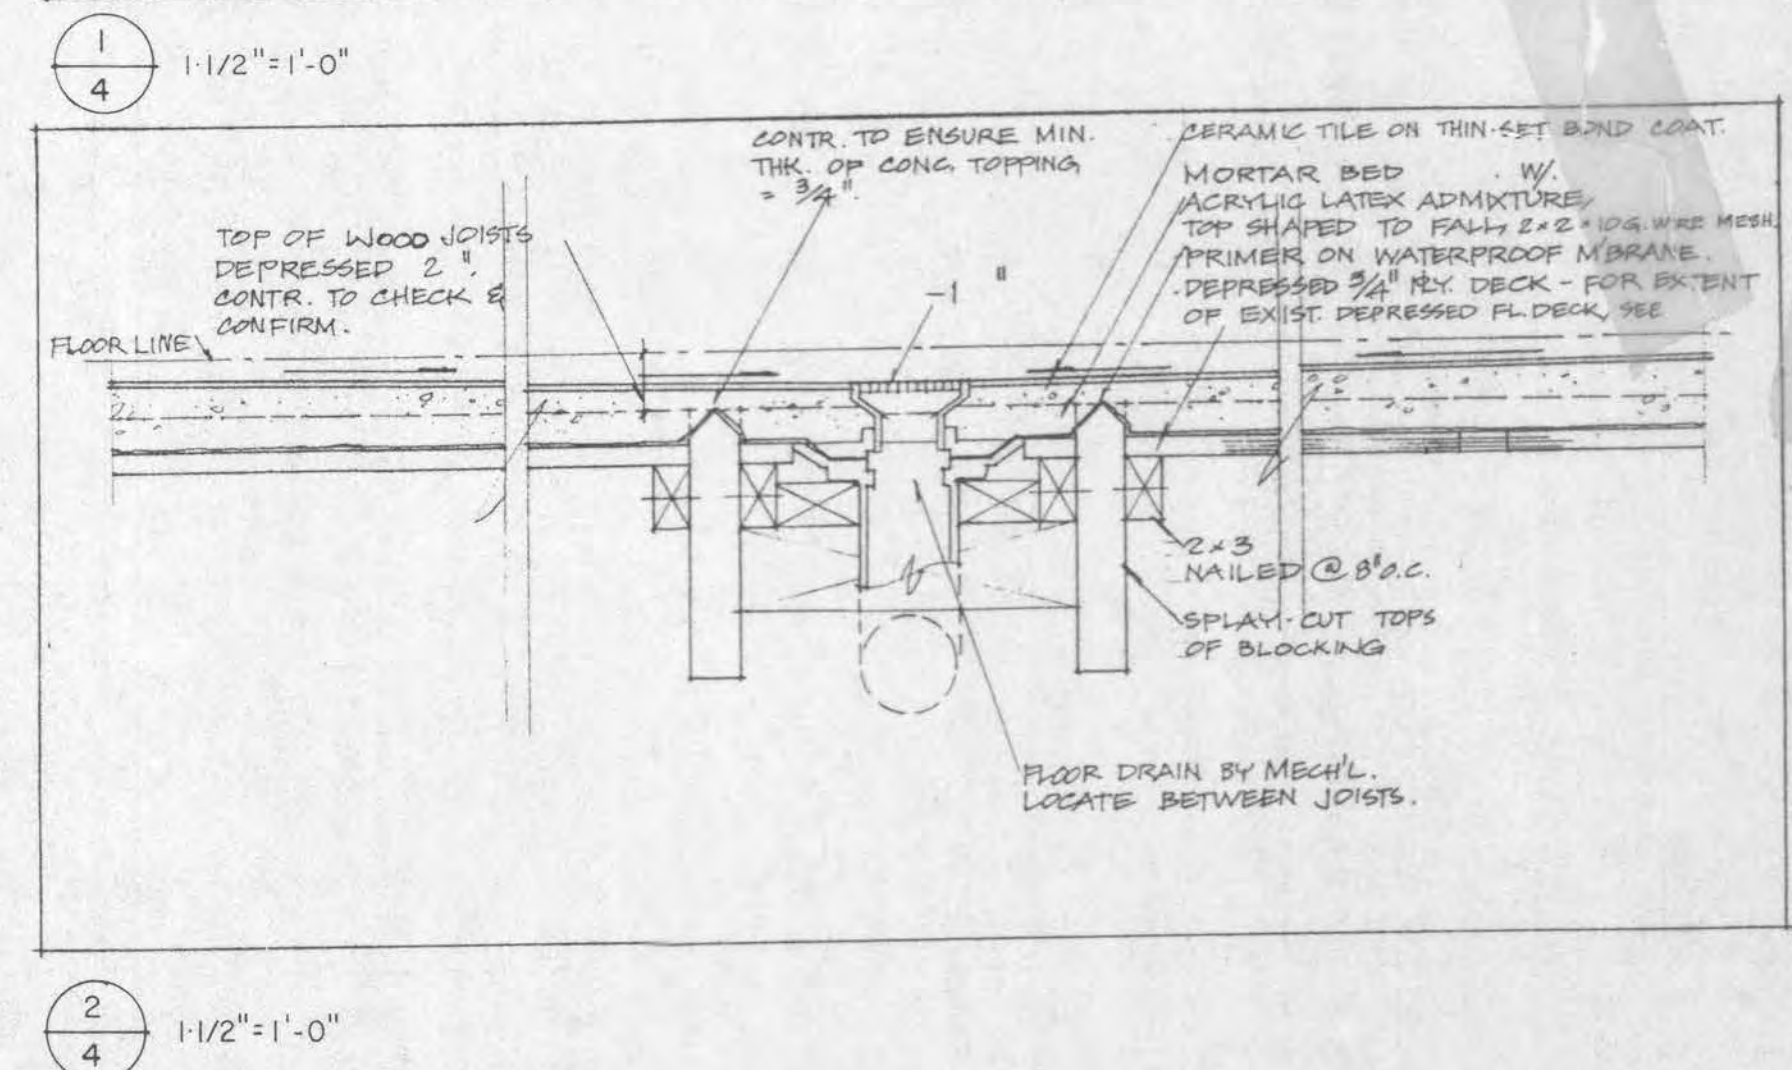 1
4
1-1/2"=1'-0"
CONTR. TO ENSURE MIN.
THK. OF CONC. TOPPING
= 3/4".
CERAMIC TILE ON THIN-SET BOND COAT.
MORTAR BED . W/.
ACRYLIC LATEX ADMIXTURE,
TOP SHAPED TO FALL, 2x2x10G. WIRE MESH.
PRIMER ON WATERPROOF M'BRANE.
DEPRESSED 3/4" PLY. DECK - FOR EXTENT
OF EXIST. DEPRESSED FL. DECK, SEE
TOP OF WOOD JOISTS
DEPRESSED 2 ".
CONTR. TO CHECK &
CONFIRM.
-1 "
FLOOR LINE
2x3
NAILED @ 8"O.C.
SPLAY-CUT TOPS
OF BLOCKING
FLOOR DRAIN BY MECH'L.
LOCATE BETWEEN JOISTS.
2
4
1-1/2"=1'-0"